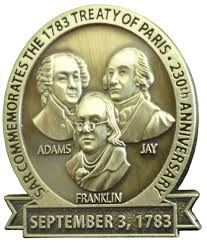 SAR COMMEMORATES THE 1783 TREATY OF PARIS · 230th ANNIVERSARY
ADAMS
JAY
FRANKLIN
SEPTEMBER 3, 1783